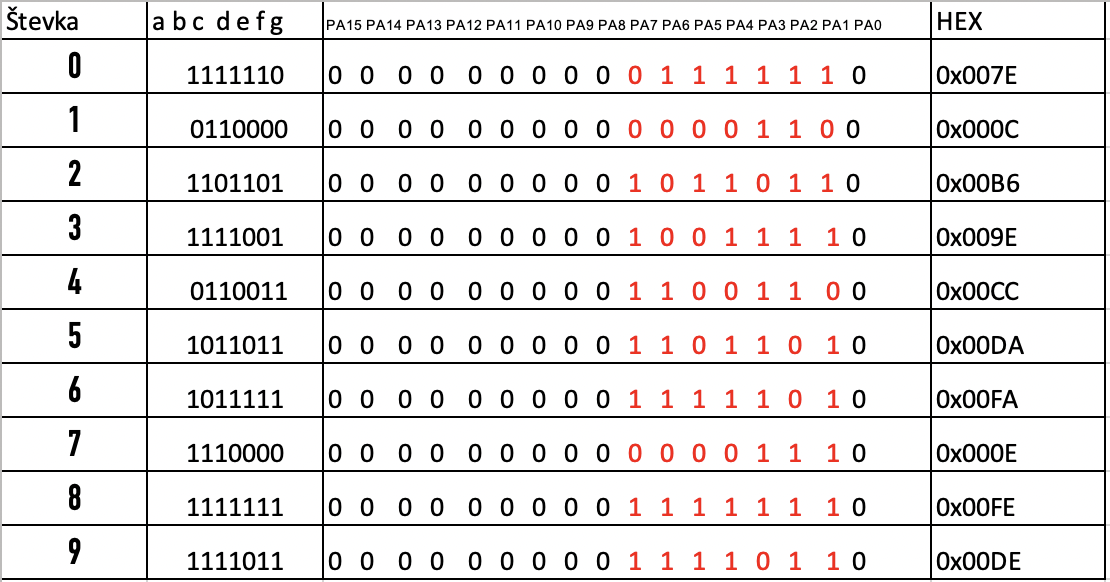 Števka a b c d e f g PA15 PA14 PA13 PA12 PA11 PA10 PA9 PA8 PA7 PA6 PA5 PA4 PA3 PA2 PA1 PA0 HEX
0 1111110 0 0 0 0 0 0 0 0 0 1 1 1 1 1 1 0 0x007E
1 0110000 0 0 0 0 0 0 0 0 0 0 0 0 1 1 0 0 0x000C
2 1101101 0 0 0 0 0 0 0 0 1 0 1 1 0 1 1 0 0x00B6
3 1111001 0 0 0 0 0 0 0 0 1 0 0 1 1 1 1 0 0x009E
4 0110011 0 0 0 0 0 0 0 0 1 1 0 0 1 1 0 0 0x00CC
5 1011011 0 0 0 0 0 0 0 0 1 1 0 1 1 0 1 0 0x00DA
6 1011111 0 0 0 0 0 0 0 0 1 1 1 1 1 0 1 0 0x00FA
7 1110000 0 0 0 0 0 0 0 0 0 0 0 0 1 1 1 0 0x000E
8 1111111 0 0 0 0 0 0 0 0 1 1 1 1 1 1 1 0 0x00FE
9 1111011 0 0 0 0 0 0 0 0 1 1 1 1 0 1 1 0 0x00DE